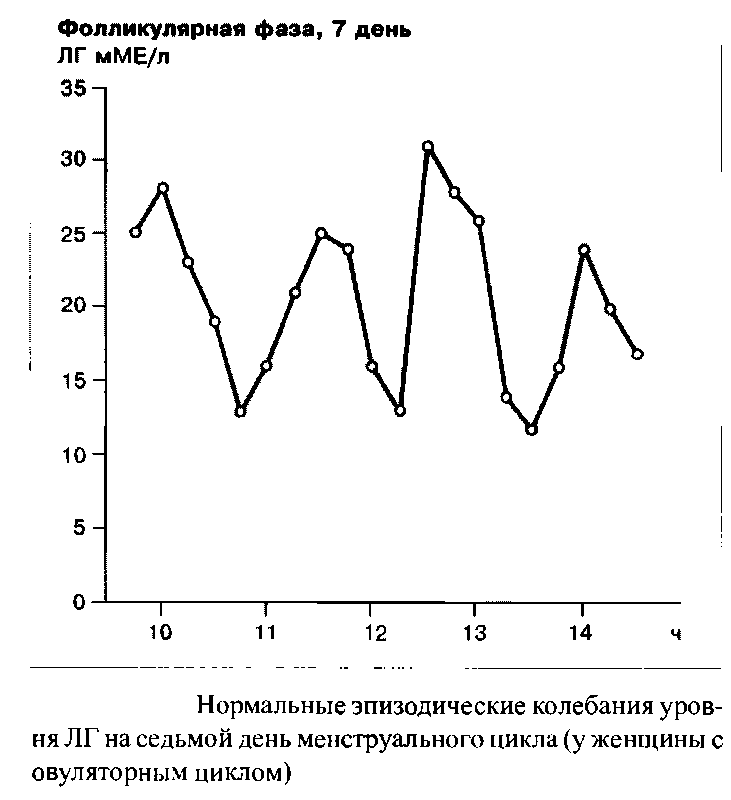 Фолликулярная фаза, 7 день
ЛГ мМЕ/л
35
30
25
20
15
10
5
0
10 11 12 13 14 ч
Нормальные эпизодические колебания уров-
ня ЛГ на седьмой день менструального цикла (у женщины с
овуляторным циклом)